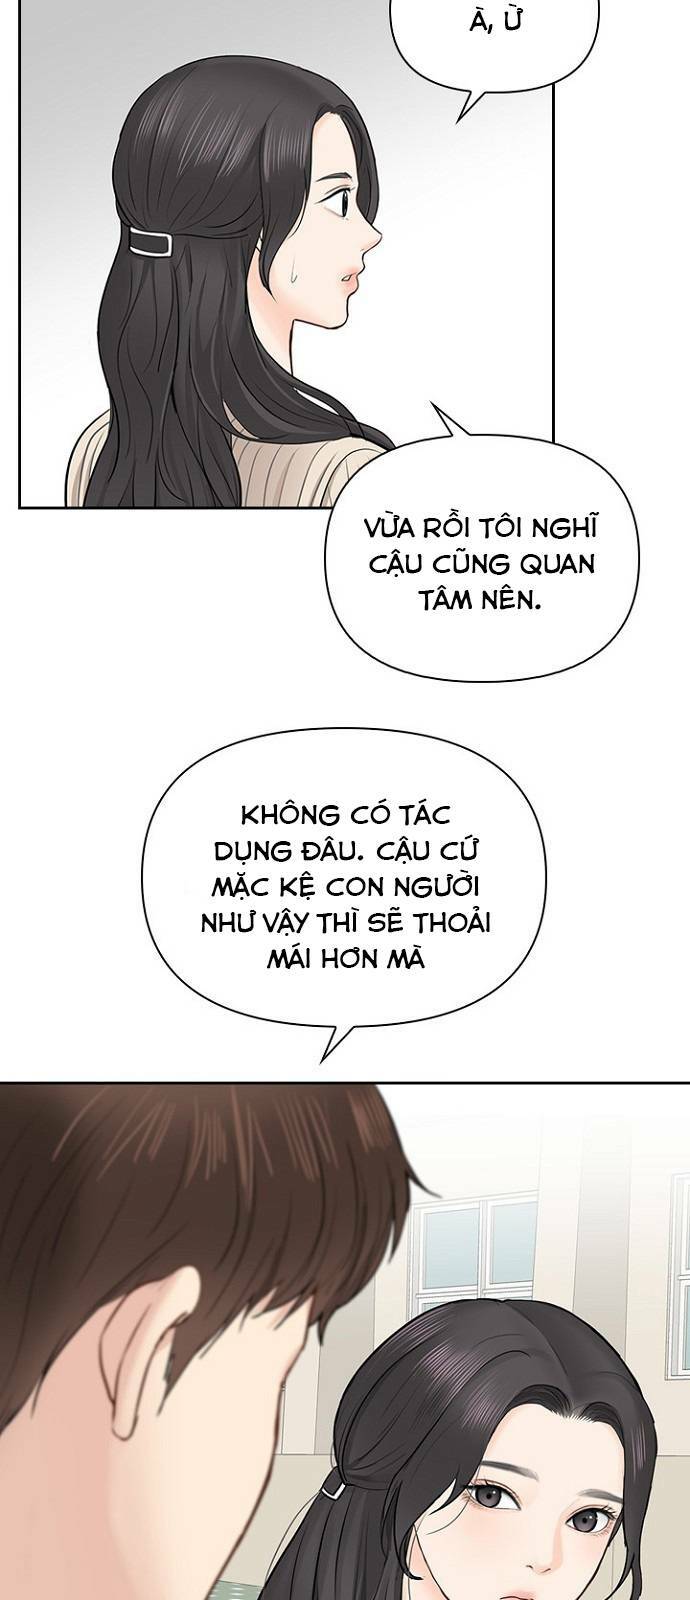 À, Ừ
VỪA RỒI TÔI NGHĨ
CẬU CŨNG QUAN
TÂM NÊN.
KHÔNG CÓ TÁC
DỤNG ĐÂU. CẬU CỨ
MẶC KỆ CON NGƯỜI
NHƯ VẬY THÌ SẼ THOẢI
MÁI HƠN MÀ